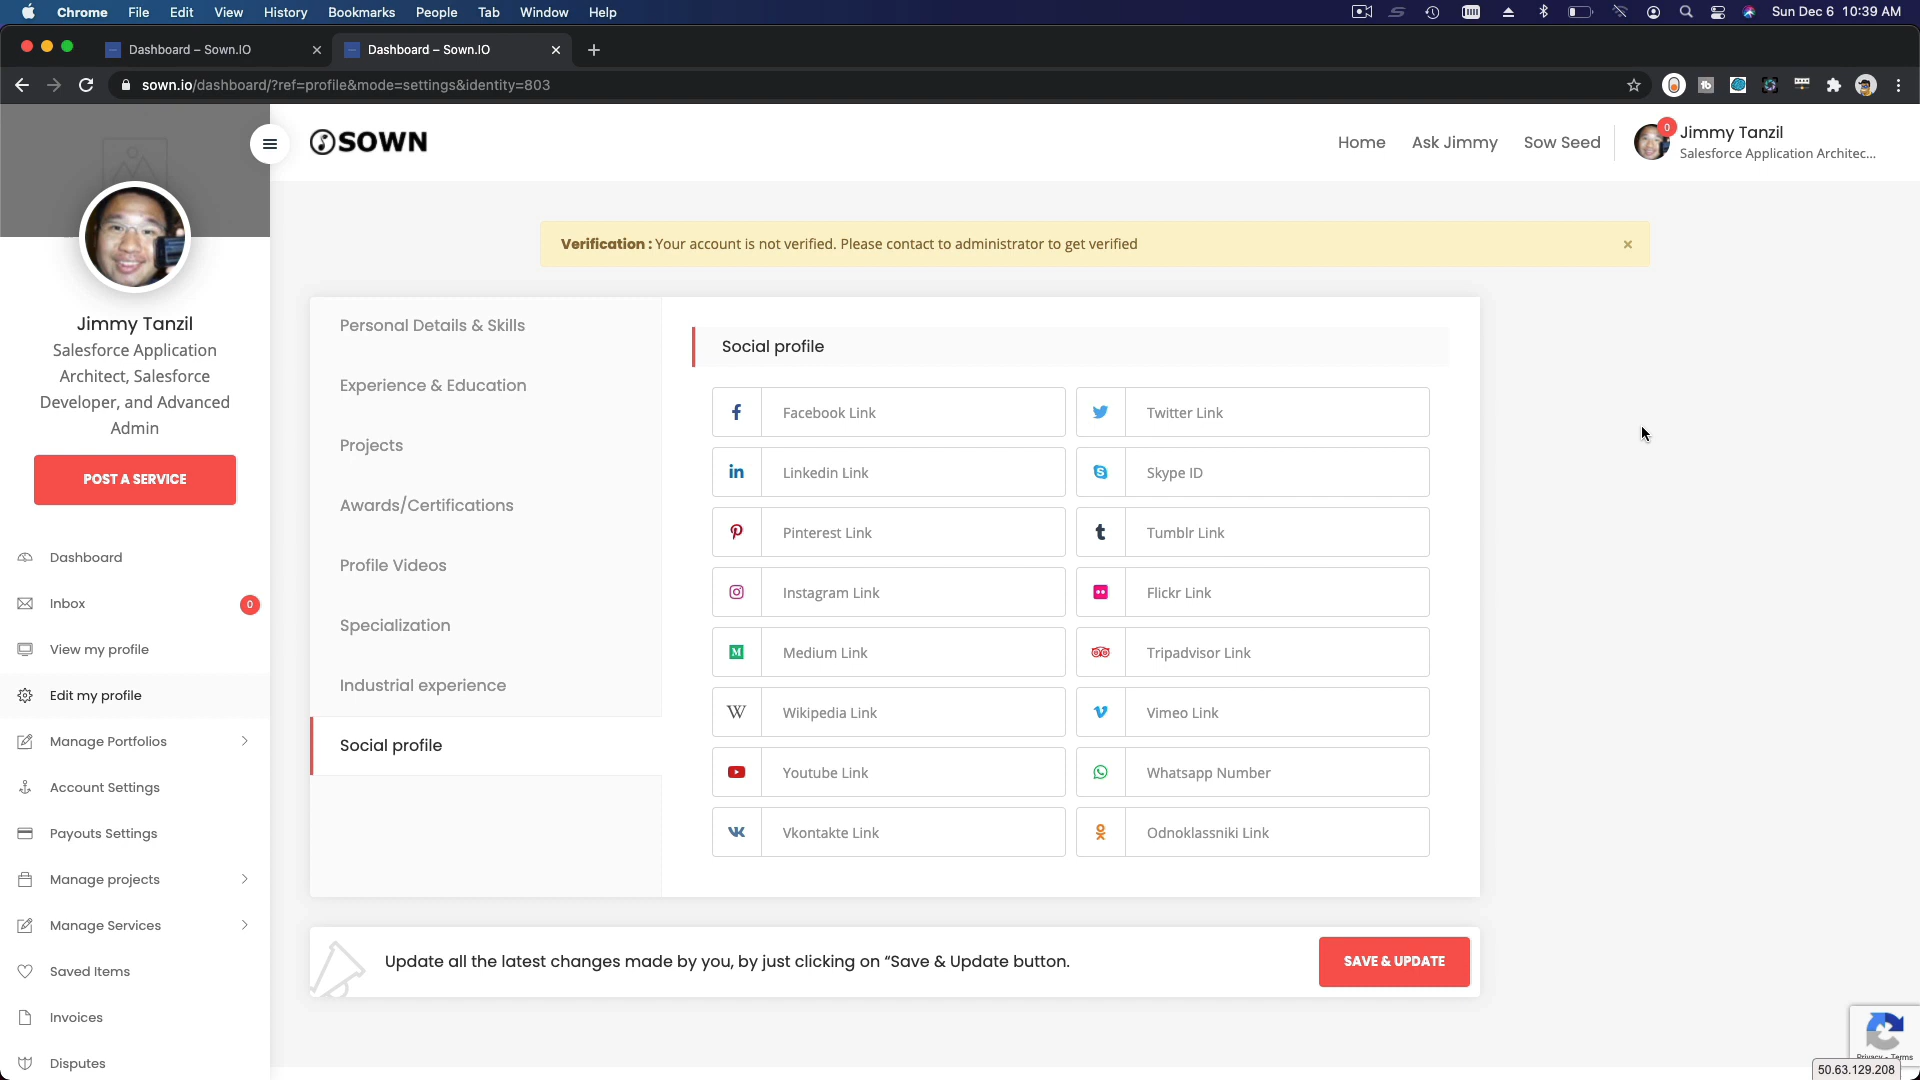 Chrome File Edit View History Bookmarks People Tab Window Help Sun Dec 6 10:39 AM
Dashboard – Sown.IO
Dashboard – Sown.IO
sown.io/dashboard/?ref=profile&mode=settings&identity=803
SOWN
Home Ask Jimmy Sow Seed
0
Jimmy Tanzil
Salesforce Application Architec...
Verification : Your account is not verified. Please contact to administrator to get verified
Jimmy Tanzil
Salesforce Application
Architect, Salesforce
Developer, and Advanced
Admin
POST A SERVICE
Dashboard
Inbox 0
View my profile
Edit my profile
Manage Portfolios
Account Settings
Payouts Settings
Manage projects
Manage Services
Saved Items
Invoices
Disputes
Personal Details & Skills
Experience & Education
Projects
Awards/Certifications
Profile Videos
Specialization
Industrial experience
Social profile
Social profile
Facebook Link
Twitter Link
Linkedin Link
Skype ID
Pinterest Link
Tumblr Link
Instagram Link
Flickr Link
Medium Link
Tripadvisor Link
Wikipedia Link
Vimeo Link
Youtube Link
Whatsapp Number
Vkontakte Link
Odnoklassniki Link
Update all the latest changes made by you, by just clicking on “Save & Update button.
SAVE & UPDATE
Privacy - Terms
50.63.129.208